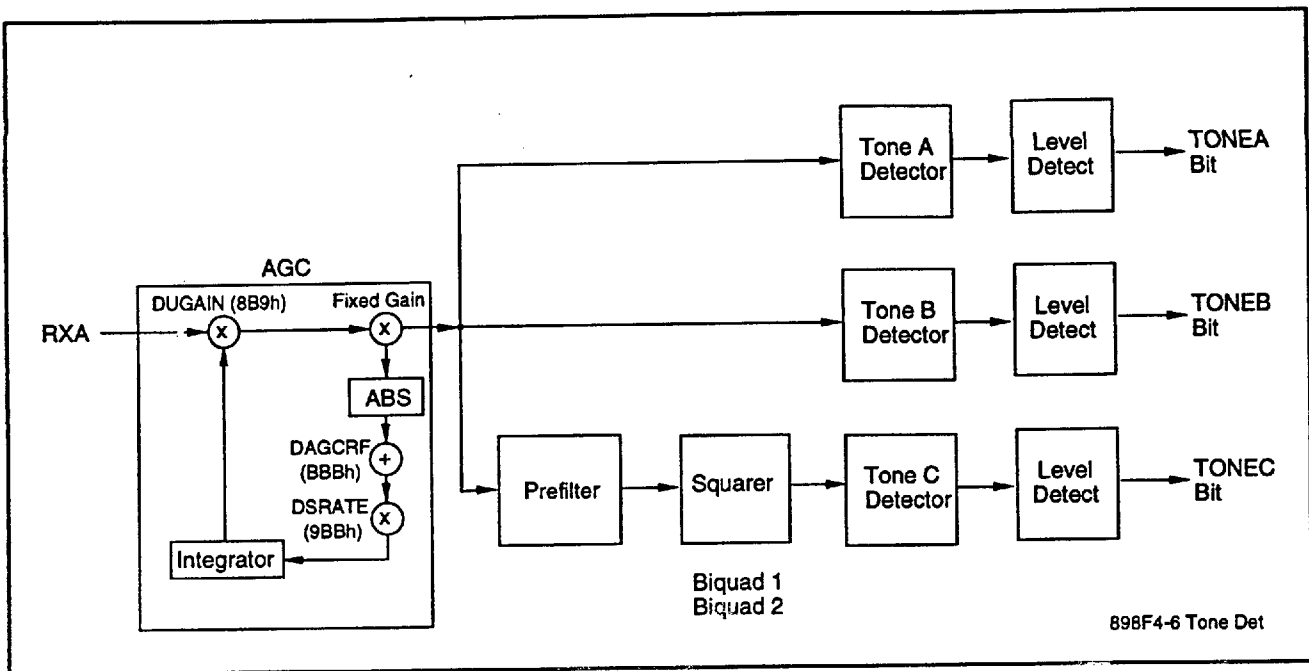 Tone A
Detector
Level
Detect
TONEA
Bit
AGC
DUGAIN (8B9h)
Fixed Gain
RXA
X
X
Tone B
Detector
Level
Detect
TONEB
Bit
ABS
DAGCRF
(BBBh)
+
DSRATE
(9BBh)
X
Integrator
Prefilter
Squarer
Tone C
Detector
Level
Detect
TONEC
Bit
Biquad 1
Biquad 2
898F4-6 Tone Det